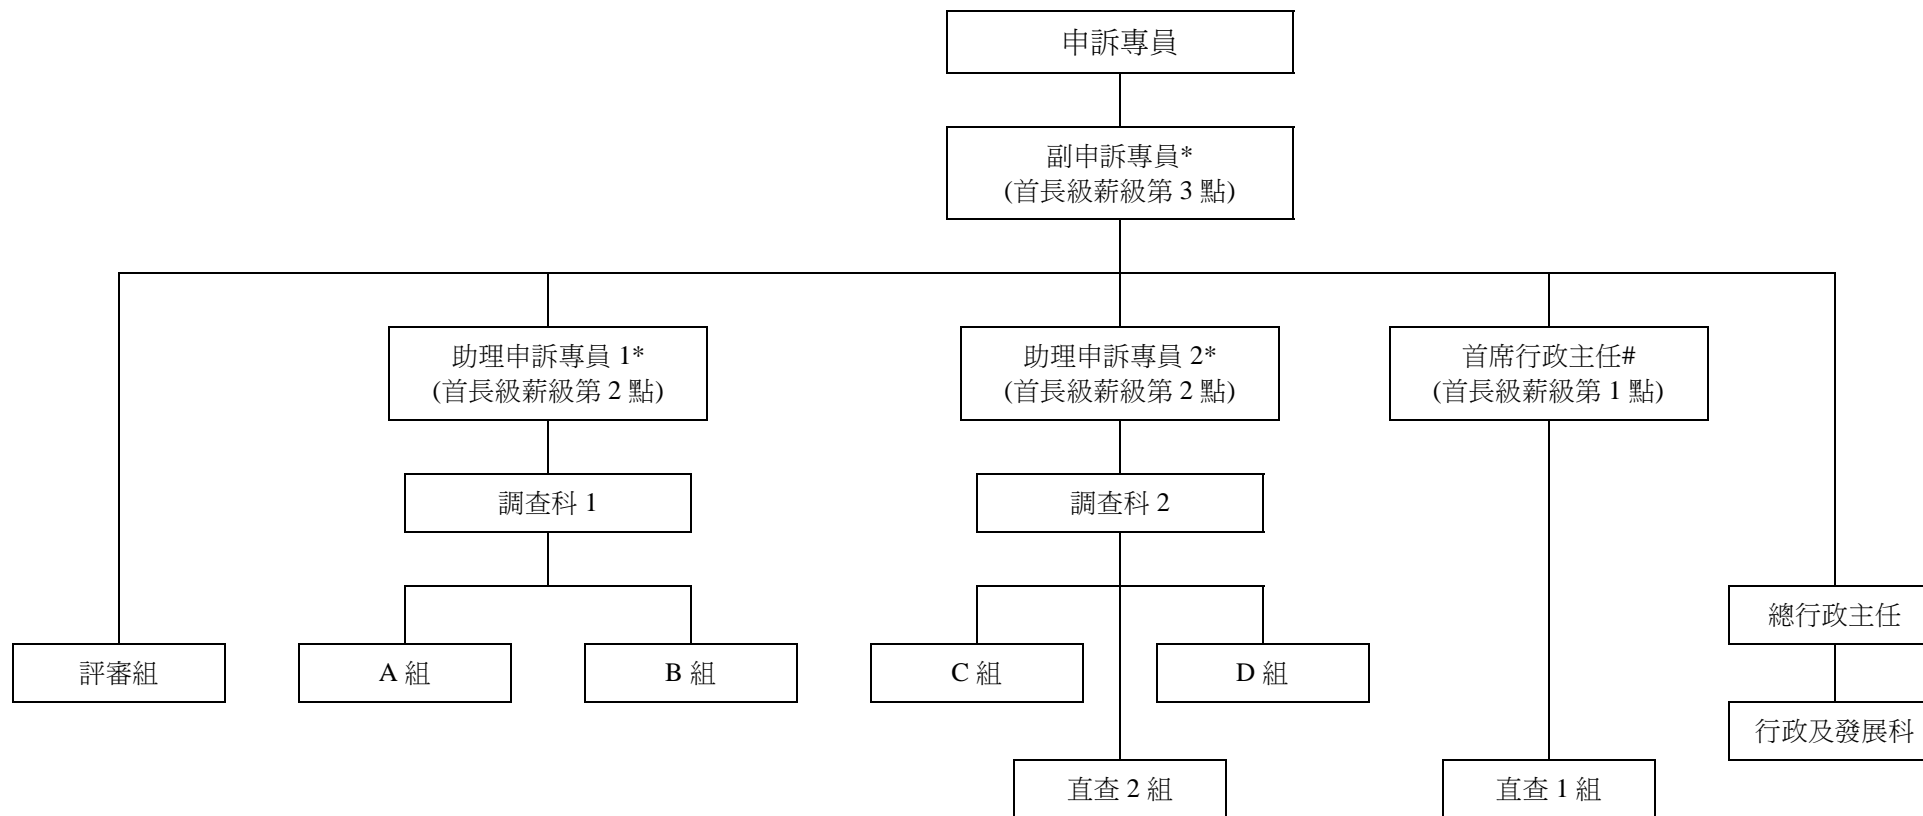 申訴專員
副申訴專員*
(首長級薪級第 3 點)
助理申訴專員 1*
(首長級薪級第 2 點)
助理申訴專員 2*
(首長級薪級第 2 點)
首席行政主任#
(首長級薪級第 1 點)
調查科 1
調查科 2
總行政主任
評審組
A 組
B 組
C 組
D 組
行政及發展科
直查 2 組
直查 1 組